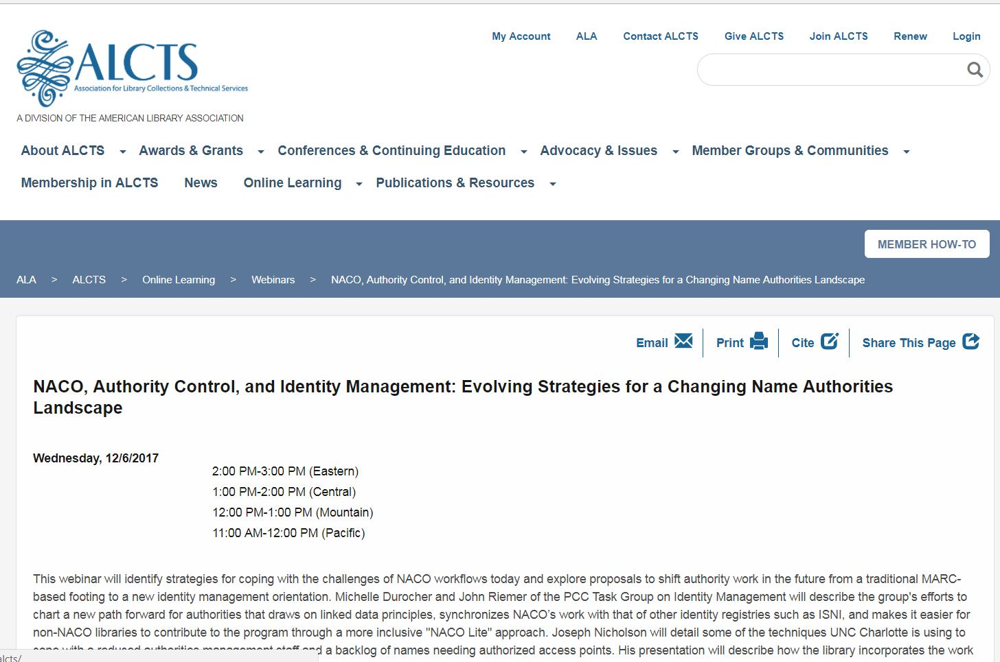 My Account ALA Contact ALCTS Give ALCTS Join ALCTS Renew Login
ALCTS
Association for Library Collections & Technical Services
A DIVISION OF THE AMERICAN LIBRARY ASSOCIATION
About ALCTS Awards & Grants Conferences & Continuing Education Advocacy & Issues Member Groups & Communities
Membership in ALCTS News Online Learning Publications & Resources
MEMBER HOW-TO
ALA > ALCTS > Online Learning > Webinars > NACO, Authority Control, and Identity Management: Evolving Strategies for a Changing Name Authorities Landscape
Email Print Cite Share This Page
NACO, Authority Control, and Identity Management: Evolving Strategies for a Changing Name Authorities
Landscape
Wednesday, 12/6/2017
2:00 PM-3:00 PM (Eastern)
1:00 PM-2:00 PM (Central)
12:00 PM-1:00 PM (Mountain)
11:00 AM-12:00 PM (Pacific)
This webinar will identify strategies for coping with the challenges of NACO workflows today and explore proposals to shift authority work in the future from a traditional MARC-
based footing to a new identity management orientation. Michelle Durocher and John Riemer of the PCC Task Group on Identity Management will describe the group's efforts to
chart a new path forward for authorities that draws on linked data principles, synchronizes NACO’s work with that of other identity registries such as ISNI, and makes it easier for
non-NACO libraries to contribute to the program through a more inclusive "NACO Lite" approach. Joseph Nicholson will detail some of the techniques UNC Charlotte is using to
cope with a reduced authorities management staff and a backlog of names needing authorized access points. His presentation will describe how the library incorporates the work
alcts/